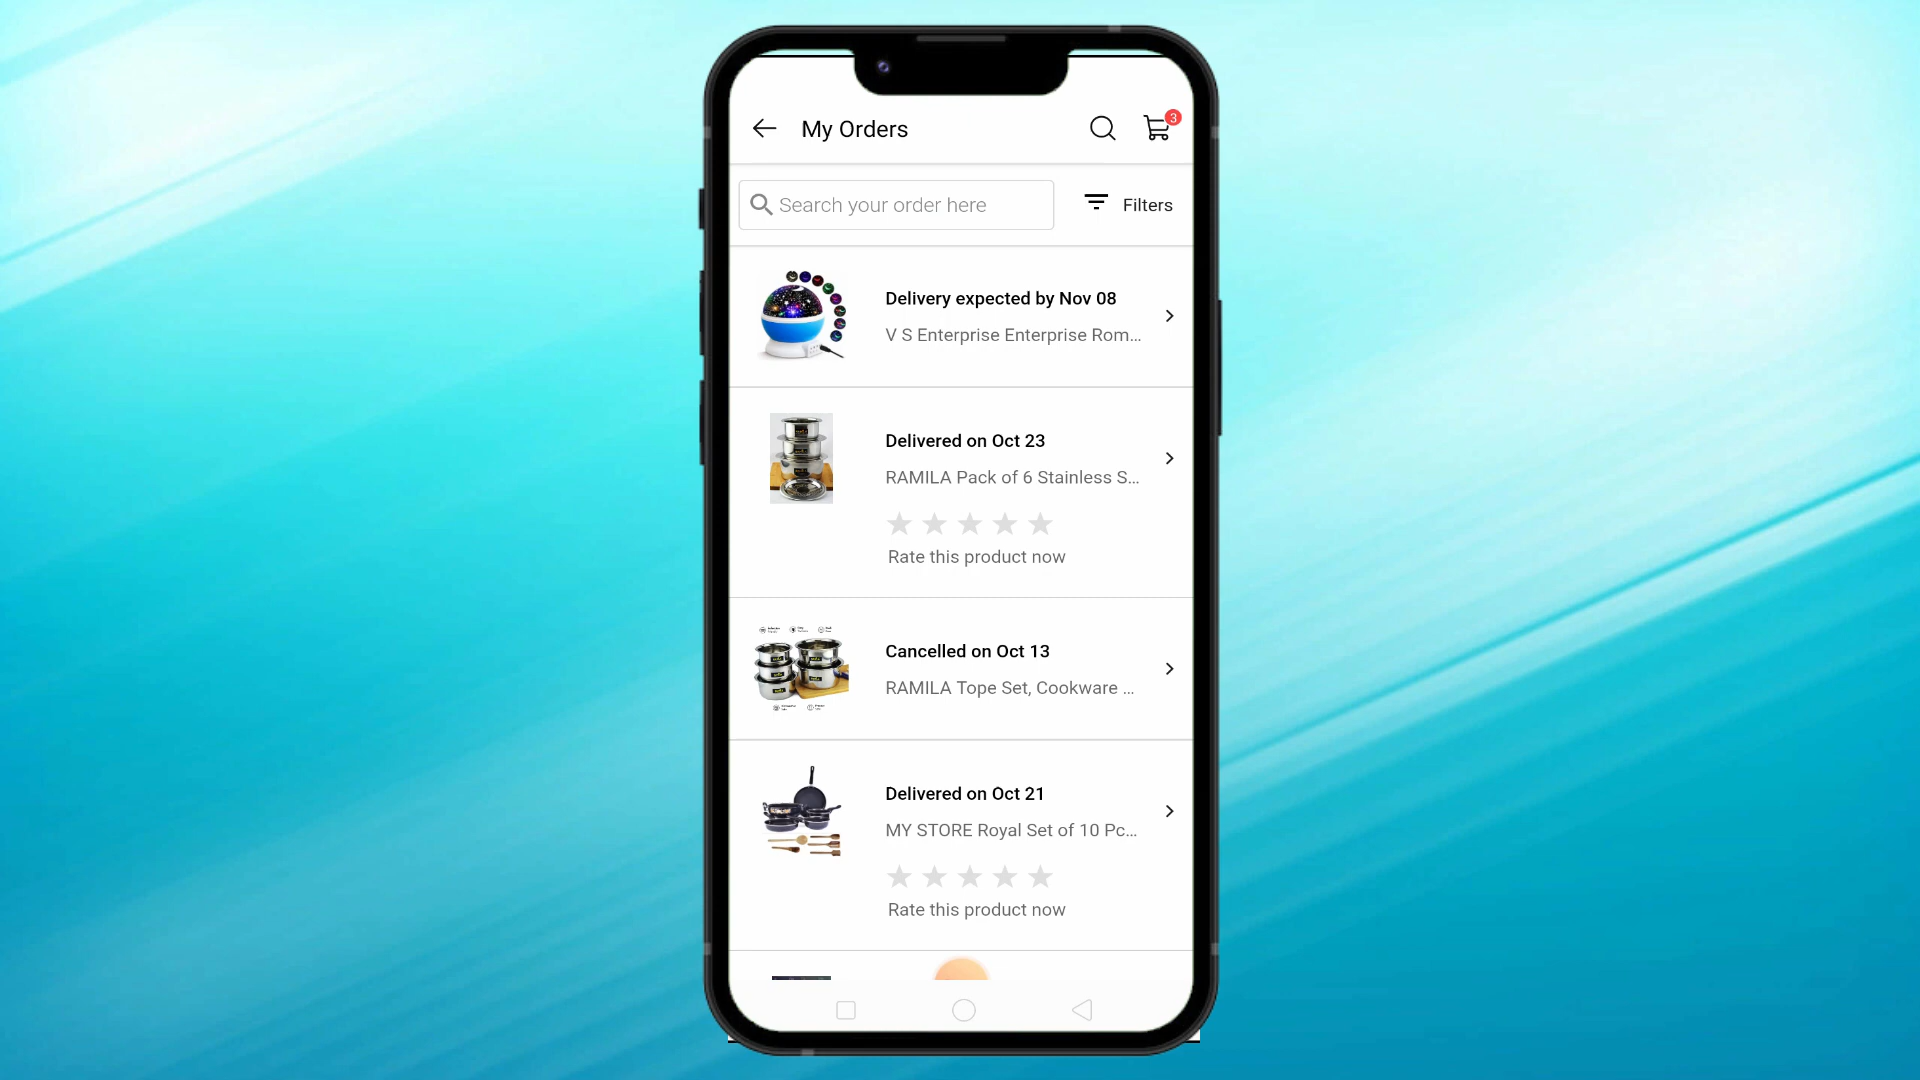 My Orders
3
Search your order here
Filters
Delivery expected by Nov 08
V S Enterprise Enterprise Rom...
Delivered on Oct 23
RAMILA Pack of 6 Stainless S...
Rate this product now
Cancelled on Oct 13
RAMILA Tope Set, Cookware ...
Delivered on Oct 21
MY STORE Royal Set of 10 Pc...
Rate this product now